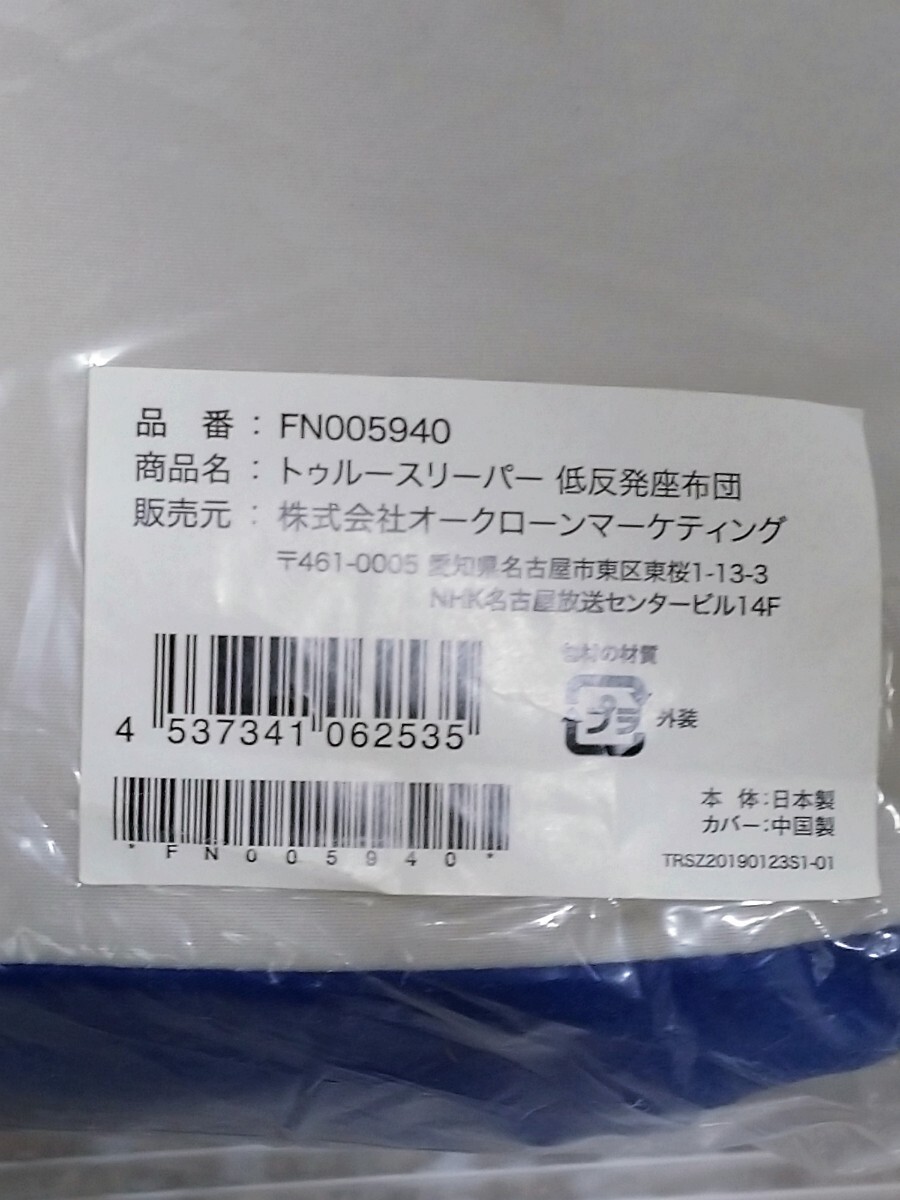 品 番：FN005940
商品名：トゥルースリーパー 低反発座布団
販売元：株式会社オークローンマーケティング
〒461-0005 愛知県名古屋市東区東桜1-13-3
NHK名古屋放送センタービル14F
包材の材質
プラ 外装
4 537341 062535
*FN005940*
本 体：日本製
カバー：中国製
TRSZ20190123S1-01